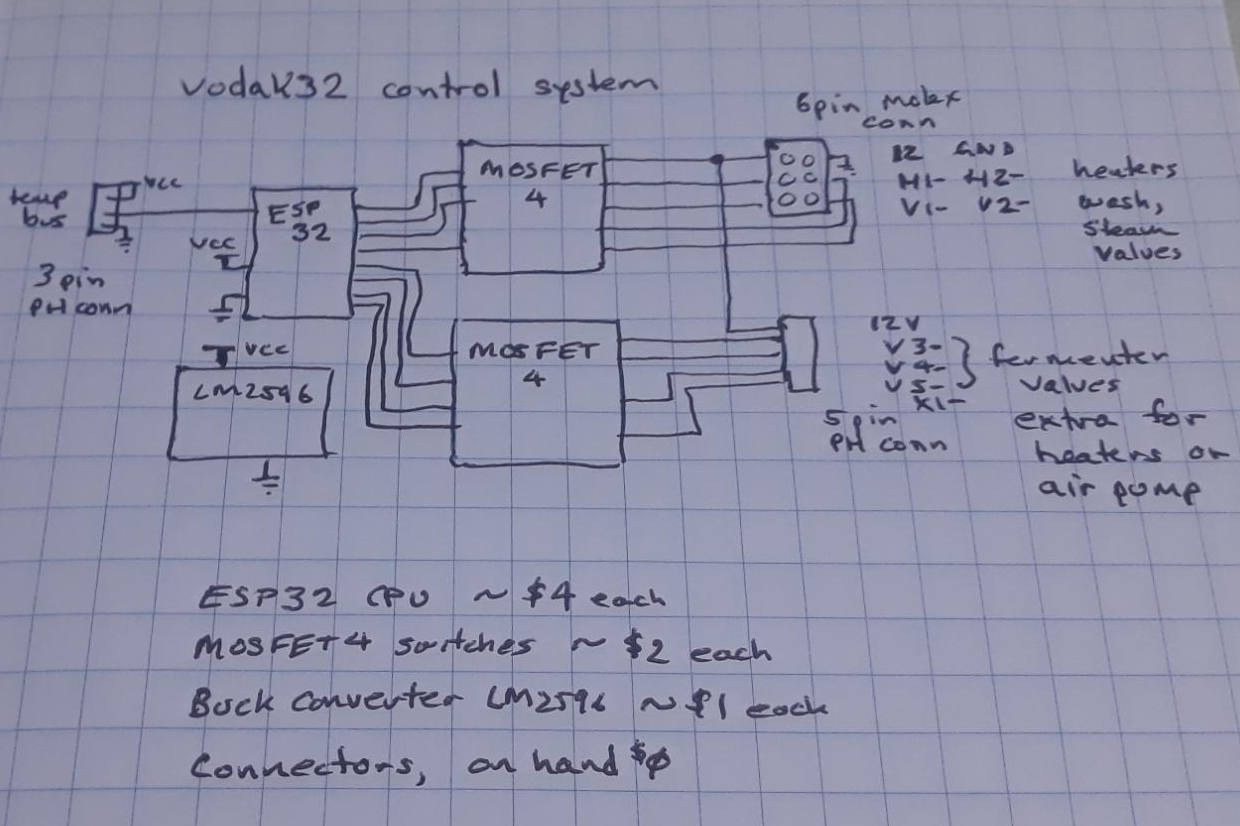 vodak32 control system
6pin molex
conn
12 GND
H1- H2-
V1- V2-
heaters
wash,
steam
valves
MOSFET
4
temp
bus
vcc
ESP
32
vcc
3 pin
PH conn
vcc
LM2596
MOSFET
4
12V
V3-
V4-
V5-
X1-
fermenter
valves
5 pin
PH conn
extra for
heaters or
air pump
ESP32 CPU ~ $4 each
MOSFET4 switches ~ $2 each
Buck converter LM2596 ~ $1 each
Connectors, on hand $0